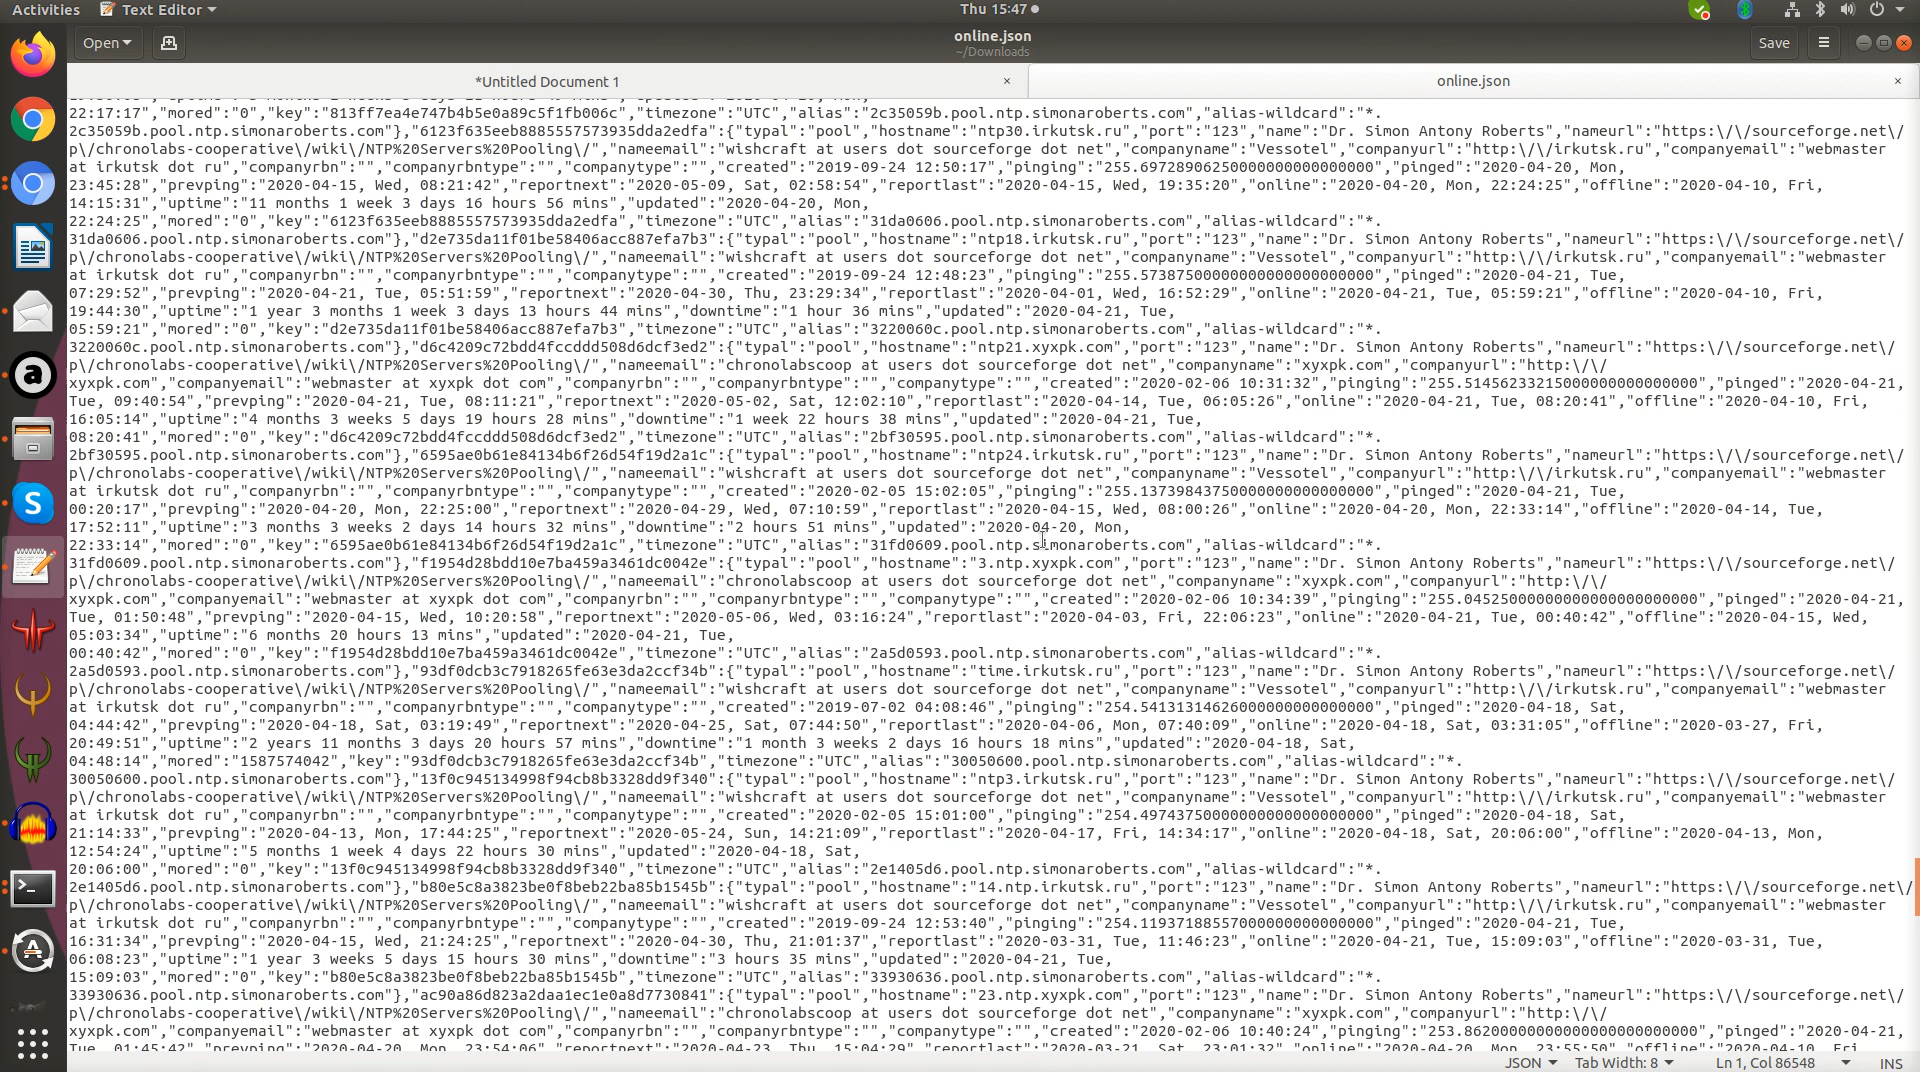 Activities
Text Editor
Thu 15:47
Open
online.json
~/Downloads
Save
*Untitled Document 1
online.json
22:17:17","mored":"0","key":"813ff7ea4e747b4b5e0a89c5f1fb006c","timezone":"UTC","alias":"2c35059b.pool.ntp.simonaroberts.com","alias-wildcard":"*.
2c35059b.pool.ntp.simonaroberts.com"},"6123f635eeb8885557573935dda2edfa":{"typal":"pool","hostname":"ntp30.irkutsk.ru","port":"123","name":"Dr. Simon Antony Roberts","nameurl":"https:\/\/sourceforge.net\/
p\/chronolabs-cooperative\/wiki\/NTP%20Servers%20Pooling\/","nameemail":"wishcraft at users dot sourceforge dot net","companyname":"Vessotel","companyurl":"http:\/\/irkutsk.ru","companyemail":"webmaster
at irkutsk dot ru","companyrbn":"","companyrbntype":"","companytype":"","created":"2019-09-24 12:50:17","pinging":"255.697289062500000000000000000","pinged":"2020-04-20, Mon,
23:45:28","prevping":"2020-04-15, Wed, 08:21:42","reportnext":"2020-05-09, Sat, 02:58:54","reportlast":"2020-04-15, Wed, 19:35:20","online":"2020-04-20, Mon, 22:24:25","offline":"2020-04-10, Fri,
14:15:31","uptime":"11 months 1 week 3 days 16 hours 56 mins","updated":"2020-04-20, Mon,
22:24:25","mored":"0","key":"6123f635eeb8885557573935dda2edfa","timezone":"UTC","alias":"31da0606.pool.ntp.simonaroberts.com","alias-wildcard":"*.
31da0606.pool.ntp.simonaroberts.com"},"d2e735da11f01be58406acc887efa7b3":{"typal":"pool","hostname":"ntp18.irkutsk.ru","port":"123","name":"Dr. Simon Antony Roberts","nameurl":"https:\/\/sourceforge.net\/
p\/chronolabs-cooperative\/wiki\/NTP%20Servers%20Pooling\/","nameemail":"wishcraft at users dot sourceforge dot net","companyname":"Vessotel","companyurl":"http:\/\/irkutsk.ru","companyemail":"webmaster
at irkutsk dot ru","companyrbn":"","companyrbntype":"","companytype":"","created":"2019-09-24 12:48:23","pinging":"255.573875000000000000000000000","pinged":"2020-04-21, Tue,
07:29:52","prevping":"2020-04-21, Tue, 05:51:59","reportnext":"2020-04-30, Thu, 23:29:34","reportlast":"2020-04-01, Wed, 16:52:29","online":"2020-04-21, Tue, 05:59:21","offline":"2020-04-10, Fri,
19:44:30","uptime":"1 year 3 months 1 week 3 days 13 hours 44 mins","downtime":"1 hour 36 mins","updated":"2020-04-21, Tue,
05:59:21","mored":"0","key":"d2e735da11f01be58406acc887efa7b3","timezone":"UTC","alias":"3220060c.pool.ntp.simonaroberts.com","alias-wildcard":"*.
3220060c.pool.ntp.simonaroberts.com"},"d6c4209c72bdd4fccddd508d6dcf3ed2":{"typal":"pool","hostname":"ntp21.xyxpk.com","port":"123","name":"Dr. Simon Antony Roberts","nameurl":"https:\/\/sourceforge.net\/
p\/chronolabs-cooperative\/wiki\/NTP%20Servers%20Pooling\/","nameemail":"chronolabscoop at users dot sourceforge dot net","companyname":"xyxpk.com","companyurl":"http:\/\/
xyxpk.com","companyemail":"webmaster at xyxpk dot com","companyrbn":"","companyrbntype":"","companytype":"","created":"2020-02-06 10:31:32","pinging":"255.514562332150000000000000000","pinged":"2020-04-21,
Tue, 09:40:54","prevping":"2020-04-21, Tue, 08:11:21","reportnext":"2020-05-02, Sat, 12:02:10","reportlast":"2020-04-14, Tue, 06:05:26","online":"2020-04-21, Tue, 08:20:41","offline":"2020-04-10, Fri,
16:05:14","uptime":"4 months 3 weeks 5 days 19 hours 28 mins","downtime":"1 week 22 hours 38 mins","updated":"2020-04-21, Tue,
08:20:41","mored":"0","key":"d6c4209c72bdd4fccddd508d6dcf3ed2","timezone":"UTC","alias":"2bf30595.pool.ntp.simonaroberts.com","alias-wildcard":"*.
2bf30595.pool.ntp.simonaroberts.com"},"6595ae0b61e84134b6f26d54f19d2a1c":{"typal":"pool","hostname":"ntp24.irkutsk.ru","port":"123","name":"Dr. Simon Antony Roberts","nameurl":"https:\/\/sourceforge.net\/
p\/chronolabs-cooperative\/wiki\/NTP%20Servers%20Pooling\/","nameemail":"wishcraft at users dot sourceforge dot net","companyname":"Vessotel","companyurl":"http:\/\/irkutsk.ru","companyemail":"webmaster
at irkutsk dot ru","companyrbn":"","companyrbntype":"","companytype":"","created":"2020-02-05 15:02:05","pinging":"255.137398437500000000000000000","pinged":"2020-04-21, Tue,
00:20:17","prevping":"2020-04-20, Mon, 22:25:00","reportnext":"2020-04-29, Wed, 07:10:59","reportlast":"2020-04-15, Wed, 08:00:26","online":"2020-04-20, Mon, 22:33:14","offline":"2020-04-14, Tue,
17:52:11","uptime":"3 months 3 weeks 2 days 14 hours 32 mins","downtime":"2 hours 51 mins","updated":"2020-04-20, Mon,
22:33:14","mored":"0","key":"6595ae0b61e84134b6f26d54f19d2a1c","timezone":"UTC","alias":"31fd0609.pool.ntp.simonaroberts.com","alias-wildcard":"*.
31fd0609.pool.ntp.simonaroberts.com"},"f1954d28bdd10e7ba459a3461dc0042e":{"typal":"pool","hostname":"3.ntp.xyxpk.com","port":"123","name":"Dr. Simon Antony Roberts","nameurl":"https:\/\/sourceforge.net\/
p\/chronolabs-cooperative\/wiki\/NTP%20Servers%20Pooling\/","nameemail":"chronolabscoop at users dot sourceforge dot net","companyname":"xyxpk.com","companyurl":"http:\/\/
xyxpk.com","companyemail":"webmaster at xyxpk dot com","companyrbn":"","companyrbntype":"","companytype":"","created":"2020-02-06 10:34:39","pinging":"255.045250000000000000000000000","pinged":"2020-04-21,
Tue, 01:50:48","prevping":"2020-04-15, Wed, 10:20:58","reportnext":"2020-05-06, Wed, 03:16:24","reportlast":"2020-04-03, Fri, 22:06:23","online":"2020-04-21, Tue, 00:40:42","offline":"2020-04-15, Wed,
05:03:34","uptime":"6 months 20 hours 13 mins","updated":"2020-04-21, Tue,
00:40:42","mored":"0","key":"f1954d28bdd10e7ba459a3461dc0042e","timezone":"UTC","alias":"2a5d0593.pool.ntp.simonaroberts.com","alias-wildcard":"*.
2a5d0593.pool.ntp.simonaroberts.com"},"93df0dcb3c7918265fe63e3da2ccf34b":{"typal":"pool","hostname":"time.irkutsk.ru","port":"123","name":"Dr. Simon Antony Roberts","nameurl":"https:\/\/sourceforge.net\/
p\/chronolabs-cooperative\/wiki\/NTP%20Servers%20Pooling\/","nameemail":"wishcraft at users dot sourceforge dot net","companyname":"Vessotel","companyurl":"http:\/\/irkutsk.ru","companyemail":"webmaster
at irkutsk dot ru","companyrbn":"","companyrbntype":"","companytype":"","created":"2019-07-02 04:08:46","pinging":"254.541313146260000000000000000","pinged":"2020-04-18, Sat,
04:44:42","prevping":"2020-04-18, Sat, 03:19:49","reportnext":"2020-04-25, Sat, 07:44:50","reportlast":"2020-04-06, Mon, 07:40:09","online":"2020-04-18, Sat, 03:31:05","offline":"2020-03-27, Fri,
20:49:51","uptime":"2 years 11 months 3 days 20 hours 57 mins","downtime":"1 month 3 weeks 2 days 16 hours 18 mins","updated":"2020-04-18, Sat,
04:48:14","mored":"1587574042","key":"93df0dcb3c7918265fe63e3da2ccf34b","timezone":"UTC","alias":"30050600.pool.ntp.simonaroberts.com","alias-wildcard":"*.
30050600.pool.ntp.simonaroberts.com"},"13f0c945134998f94cb8b3328dd9f340":{"typal":"pool","hostname":"ntp3.irkutsk.ru","port":"123","name":"Dr. Simon Antony Roberts","nameurl":"https:\/\/sourceforge.net\/
p\/chronolabs-cooperative\/wiki\/NTP%20Servers%20Pooling\/","nameemail":"wishcraft at users dot sourceforge dot net","companyname":"Vessotel","companyurl":"http:\/\/irkutsk.ru","companyemail":"webmaster
at irkutsk dot ru","companyrbn":"","companyrbntype":"","companytype":"","created":"2020-02-05 15:01:00","pinging":"254.497437500000000000000000000","pinged":"2020-04-18, Sat,
21:14:33","prevping":"2020-04-13, Mon, 17:44:25","reportnext":"2020-05-24, Sun, 14:21:09","reportlast":"2020-04-17, Fri, 14:34:17","online":"2020-04-18, Sat, 20:06:00","offline":"2020-04-13, Mon,
12:54:24","uptime":"5 months 1 week 4 days 22 hours 30 mins","updated":"2020-04-18, Sat,
20:06:00","mored":"0","key":"13f0c945134998f94cb8b3328dd9f340","timezone":"UTC","alias":"2e1405d6.pool.ntp.simonaroberts.com","alias-wildcard":"*.
2e1405d6.pool.ntp.simonaroberts.com"},"b80e5c8a3823be0f8beb22ba85b1545b":{"typal":"pool","hostname":"14.ntp.irkutsk.ru","port":"123","name":"Dr. Simon Antony Roberts","nameurl":"https:\/\/sourceforge.net\/
p\/chronolabs-cooperative\/wiki\/NTP%20Servers%20Pooling\/","nameemail":"wishcraft at users dot sourceforge dot net","companyname":"Vessotel","companyurl":"http:\/\/irkutsk.ru","companyemail":"webmaster
at irkutsk dot ru","companyrbn":"","companyrbntype":"","companytype":"","created":"2019-09-24 12:53:40","pinging":"254.119371885570000000000000000","pinged":"2020-04-21, Tue,
16:31:34","prevping":"2020-04-15, Wed, 21:24:25","reportnext":"2020-04-30, Thu, 21:01:37","reportlast":"2020-03-31, Tue, 11:46:23","online":"2020-04-21, Tue, 15:09:03","offline":"2020-03-31, Tue,
06:08:23","uptime":"1 year 3 weeks 5 days 15 hours 30 mins","downtime":"3 hours 35 mins","updated":"2020-04-21, Tue,
15:09:03","mored":"0","key":"b80e5c8a3823be0f8beb22ba85b1545b","timezone":"UTC","alias":"33930636.pool.ntp.simonaroberts.com","alias-wildcard":"*.
33930636.pool.ntp.simonaroberts.com"},"ac90a86d823a2daa1ec1e0a8d7730841":{"typal":"pool","hostname":"23.ntp.xyxpk.com","port":"123","name":"Dr. Simon Antony Roberts","nameurl":"https:\/\/sourceforge.net\/
p\/chronolabs-cooperative\/wiki\/NTP%20Servers%20Pooling\/","nameemail":"chronolabscoop at users dot sourceforge dot net","companyname":"xyxpk.com","companyurl":"http:\/\/
xyxpk.com","companyemail":"webmaster at xyxpk dot com","companyrbn":"","companyrbntype":"","companytype":"","created":"2020-02-06 10:40:24","pinging":"253.862000000000000000000000000","pinged":"2020-04-21,
Tue, 01:45:42","prevping":"2020-04-20, Mon, 23:54:06","reportnext":"2020-04-23, Thu, 15:04:29","reportlast":"2020-03-21, Sat, 23:01:32","online":"2020-04-20, Mon, 23:55:50","offline":"2020-04-10, Fri,
JSON
Tab Width: 8
Ln 1, Col 86548
INS